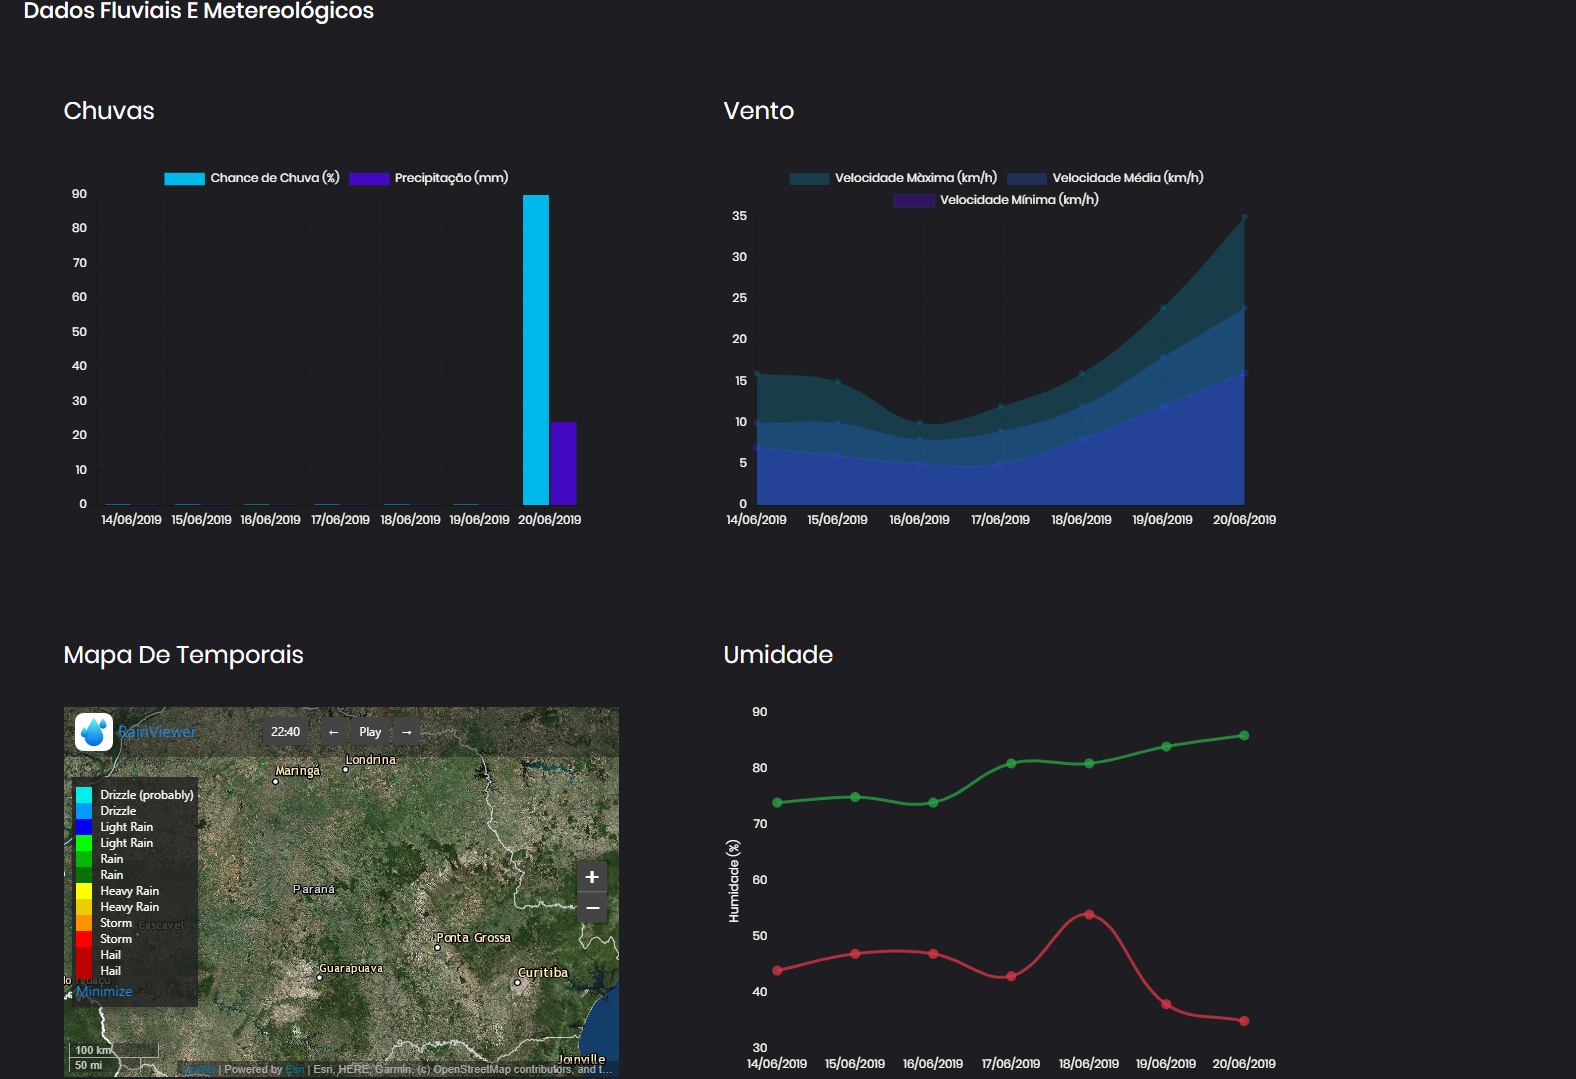 Dados Fluviais E Metereológicos
Chuvas
Chance de Chuva (%) Precipitação (mm)
90
80
70
60
50
40
30
20
10
0
14/06/2019 15/06/2019 16/06/2019 17/06/2019 18/06/2019 19/06/2019 20/06/2019
Vento
Velocidade Màxima (km/h) Velocidade Média (km/h)
Velocidade Mínima (km/h)
35
30
25
20
15
10
5
0
14/06/2019 15/06/2019 16/06/2019 17/06/2019 18/06/2019 19/06/2019 20/06/2019
Mapa De Temporais
RainViewer
22:40 ← Play →
Londrina
Maringá
Drizzle (probably)
Drizzle
Light Rain
Light Rain
Rain
Rain
Heavy Rain
Heavy Rain
Storm
Storm
Hail
Hail
Minimize
Paraná
+
−
Cascavel
Ponta Grossa
Guarapuava
Curitiba
Iguaçu
Joinville
100 km
50 mi
Leaflet | Powered by Esri | Esri, HERE, Garmin, (c) OpenStreetMap contributors, and t...
Umidade
Humidade (%)
90
80
70
60
50
40
30
14/06/2019 15/06/2019 16/06/2019 17/06/2019 18/06/2019 19/06/2019 20/06/2019